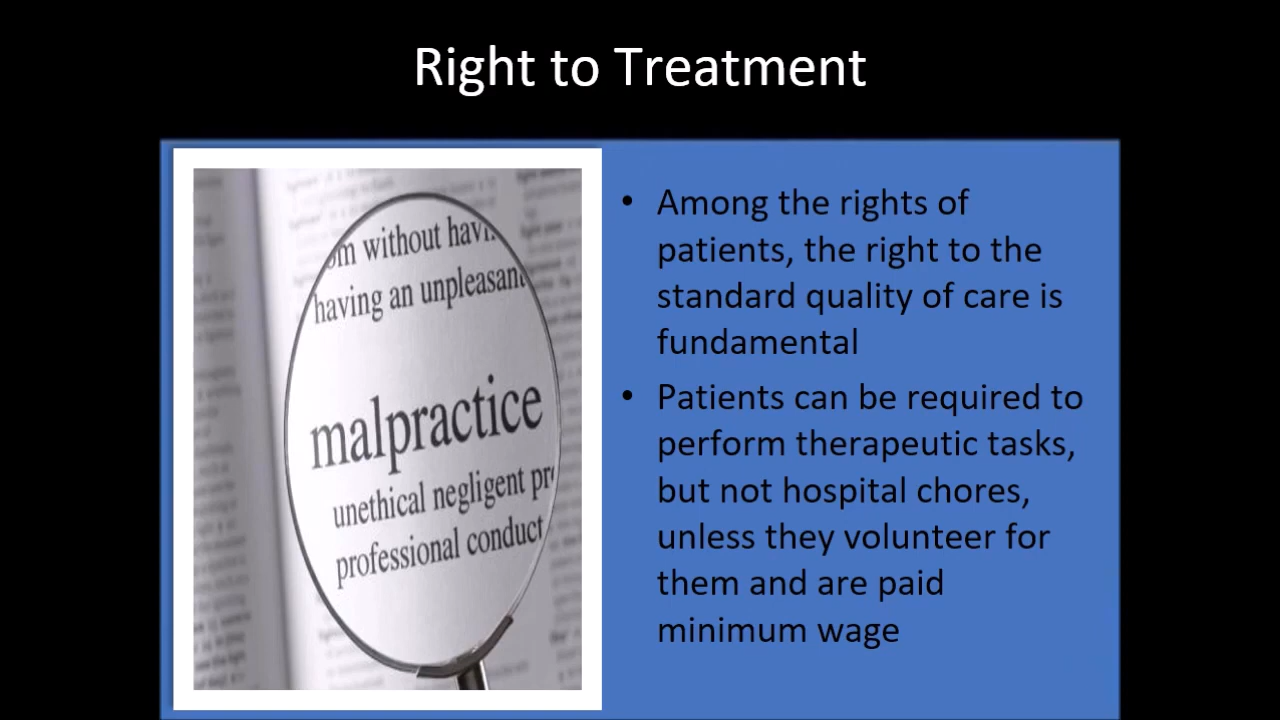 Right to Treatment
om without havi
having an unpleasant
malpractice
unethical negligent pr
professional conduct
• Among the rights of
patients, the right to the
standard quality of care is
fundamental
• Patients can be required to
perform therapeutic tasks,
but not hospital chores,
unless they volunteer for
them and are paid
minimum wage